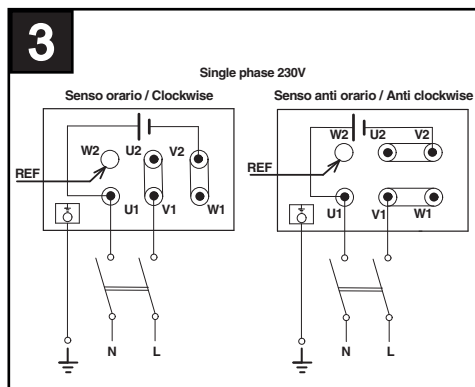 3
Single phase 230V
Senso orario / Clockwise
W2 U2 V2
REF
U1 V1 W1
N L
Senso anti orario / Anti clockwise
W2 U2 V2
REF
U1 V1 W1
N L